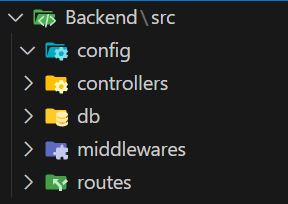 Backend\src
config
controllers
db
middlewares
routes